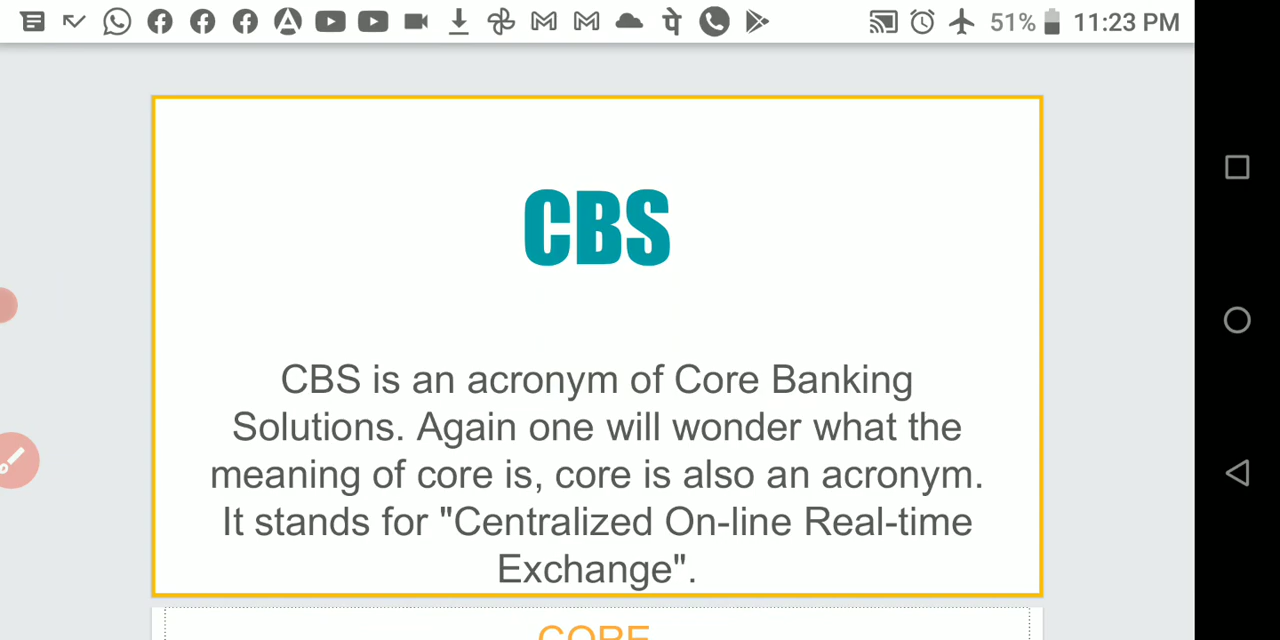 51% 11:23 PM
CBS
CBS is an acronym of Core Banking
Solutions. Again one will wonder what the
meaning of core is, core is also an acronym.
It stands for "Centralized On-line Real-time
Exchange".
CORE